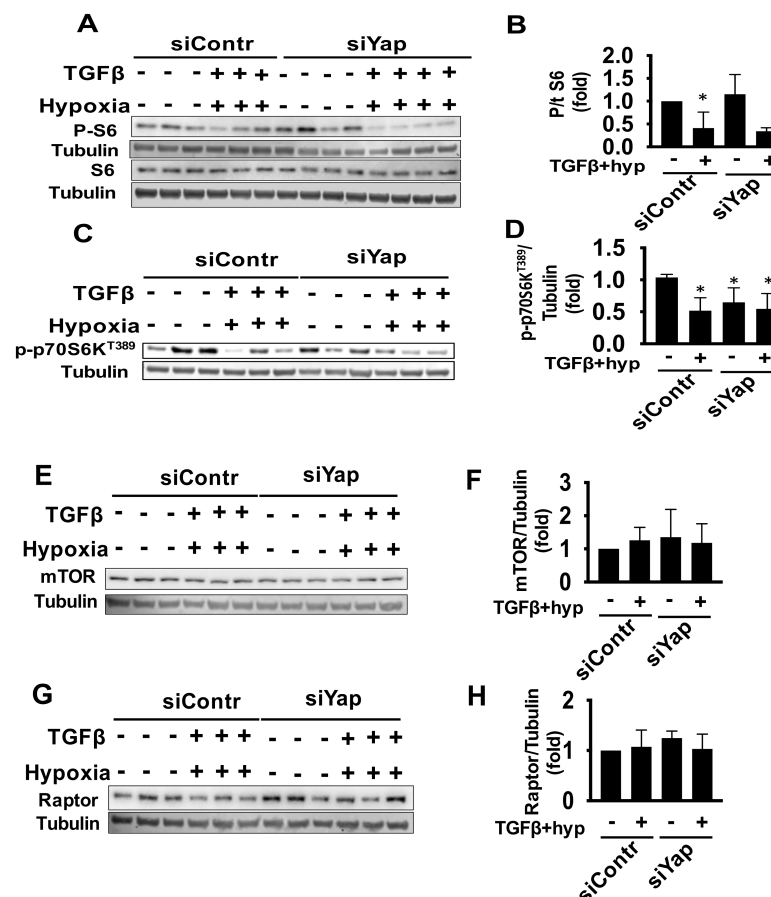 A
siContr siYap
TGFβ - - - + + + - - - - + + + +
Hypoxia - - - + + + - - - - + + + +
P-S6
Tubulin
S6
Tubulin
B
P/t S6
(fold)
2.0
1.5
1.0
0.5
0.0
*
TGFβ+hyp - + - +
siContr siYap
C
siContr siYap
TGFβ - - - + + + - - - + + +
Hypoxia - - - + + + - - - + + +
p-p70S6KT389
Tubulin
D
p-p70S6KT389/
Tubulin
(fold)
1.5
1.0
0.5
0.0
* * *
TGFβ+hyp - + - +
siContr siYap
E
siContr siYap
TGFβ - - - + + + - - - + + +
Hypoxia - - - + + + - - - + + +
mTOR
Tubulin
F
mTOR/Tubulin
(fold)
3
2
1
0
TGFβ+hyp - + - +
siContr siYap
G
siContr siYap
TGFβ - - - + + + - - - + + +
Hypoxia - - - + + + - - - + + +
Raptor
Tubulin
H
Raptor/Tubulin
(fold)
2
1
0
TGFβ+hyp - + - +
siContr siYap